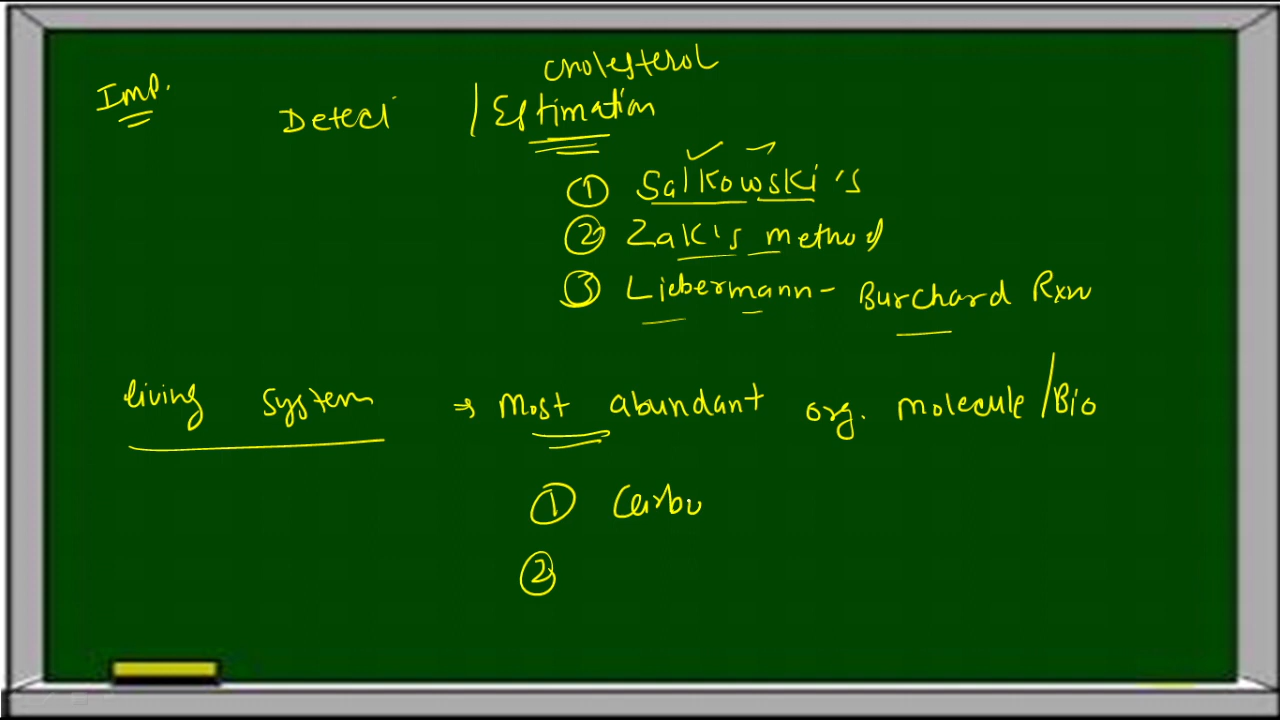 Imp.
cholesterol
Detect / Estimation
① Salkowski's
② Zak's method
③ Liebermann - Burchard Rxn
living system → Most abundant org. molecule/Bio
① Carbo
②